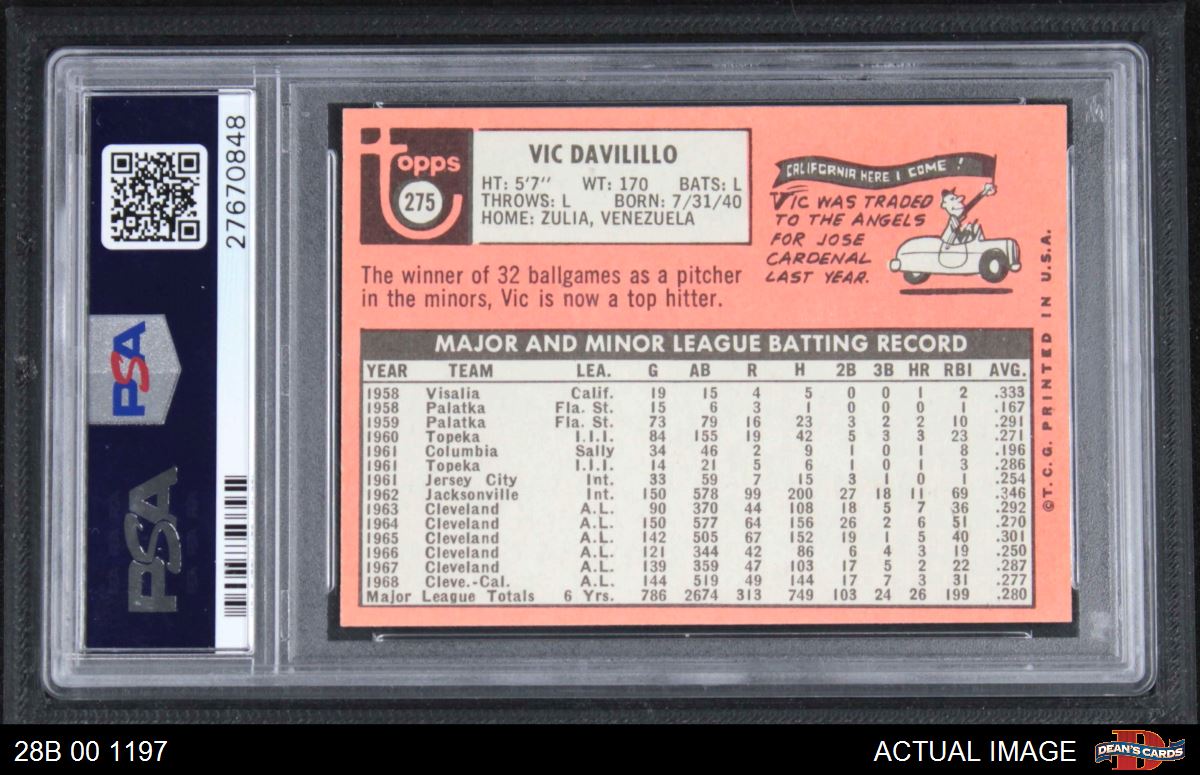 27670848
PSA
PSA
topps
275
VIC DAVILILLO
HT: 5'7" WT: 170 BATS: L
THROWS: L BORN: 7/31/40
HOME: ZULIA, VENEZUELA
The winner of 32 ballgames as a pitcher
in the minors, Vic is now a top hitter.
CALIFORNIA HERE I COME!
VIC WAS TRADED
TO THE ANGELS
FOR JOSE
CARDENAL
LAST YEAR.
MAJOR AND MINOR LEAGUE BATTING RECORD
YEAR TEAM LEA. G AB R H 2B 3B HR RBI AVG.
1958 Visalia Calif. 19 15 4 5 0 0 1 2 .333
1958 Palatka Fla. St. 15 6 3 1 0 0 0 1 .167
1959 Palatka Fla. St. 73 79 16 23 3 2 2 10 .291
1960 Topeka I.I.I. 84 155 19 42 5 3 3 23 .271
1961 Columbia Sally 34 46 2 9 1 0 1 8 .196
1961 Topeka I.I.I. 14 21 5 6 1 0 1 3 .286
1961 Jersey City Int. 33 59 7 15 3 1 0 1 .254
1962 Jacksonville Int. 150 578 99 200 27 18 11 69 .346
1963 Cleveland A.L. 90 370 44 108 18 5 7 36 .292
1964 Cleveland A.L. 150 577 64 156 26 2 6 51 .270
1965 Cleveland A.L. 142 505 67 152 19 1 5 40 .301
1966 Cleveland A.L. 121 344 42 86 6 4 3 19 .250
1967 Cleveland A.L. 139 359 47 103 17 5 2 22 .287
1968 Cleve.-Cal. A.L. 144 519 49 144 17 7 3 31 .277
Major League Totals 6 Yrs. 786 2674 313 749 103 24 26 199 .280
©T.C.G. PRINTED IN U.S.A.
28B 00 1197
ACTUAL IMAGE
DEAN'S CARDS